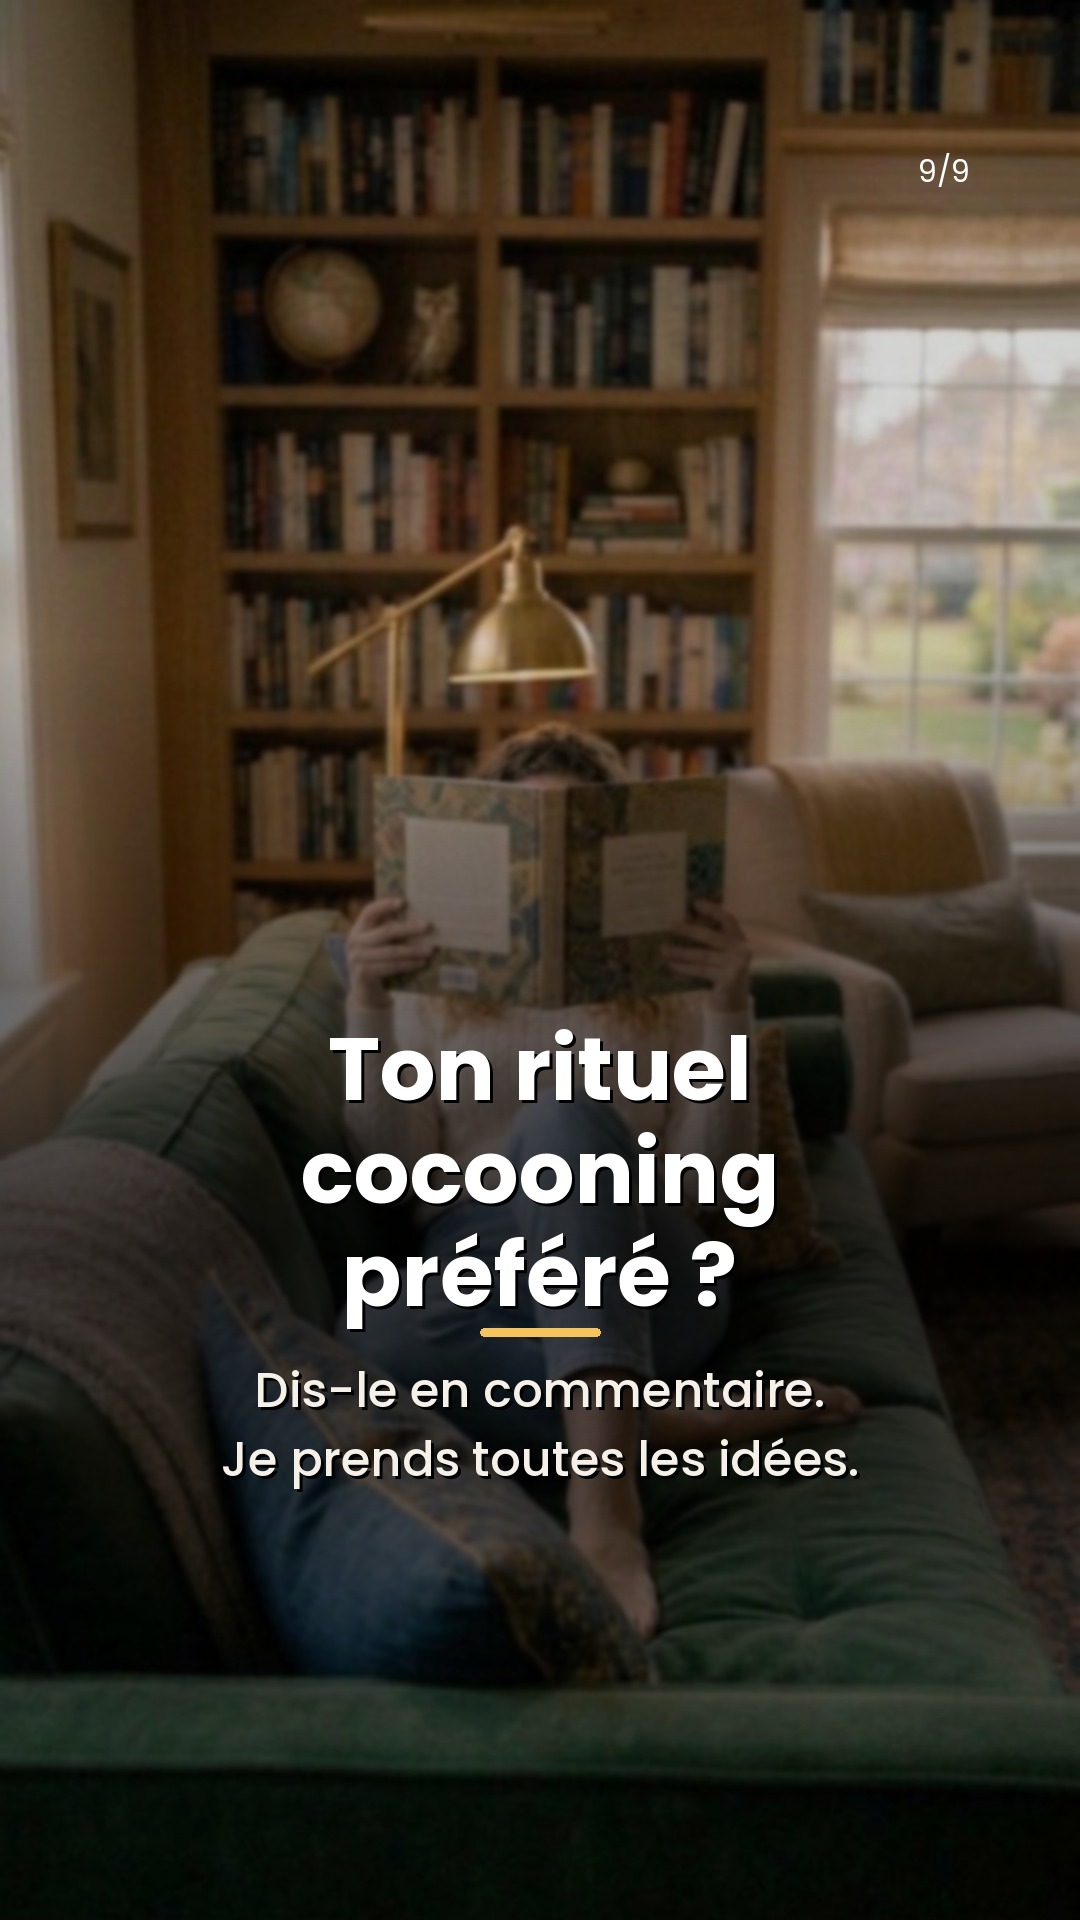 9/9
Ton rituel
cocooning
préféré ?
Dis-le en commentaire.
Je prends toutes les idées.